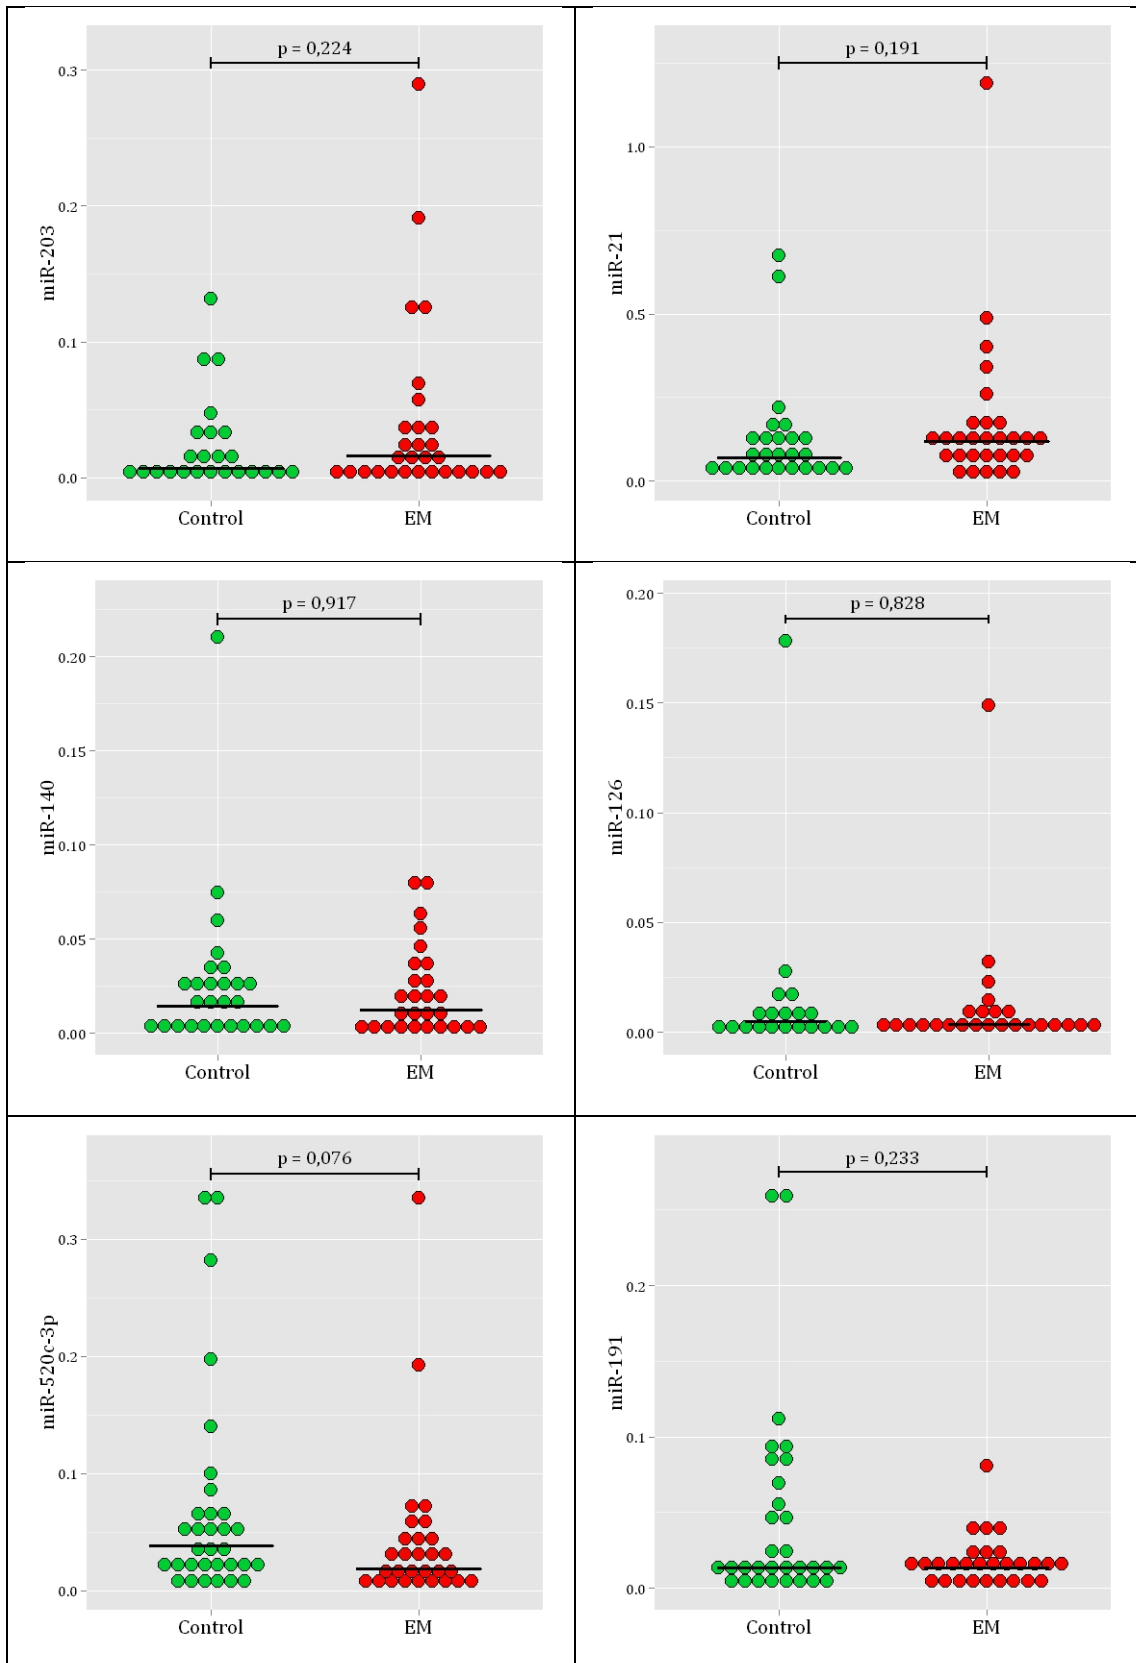 p = 0,224
0.3
0.2
0.1
0.0
miR-203
Control EM
p = 0,191
1.0
0.5
0.0
miR-21
Control EM
p = 0,917
0.20
0.15
0.10
0.05
0.00
miR-140
Control EM
p = 0,828
0.20
0.15
0.10
0.05
0.00
miR-126
Control EM
p = 0,076
0.3
0.2
0.1
0.0
miR-520c-3p
Control EM
p = 0,233
0.2
0.1
0.0
miR-191
Control EM